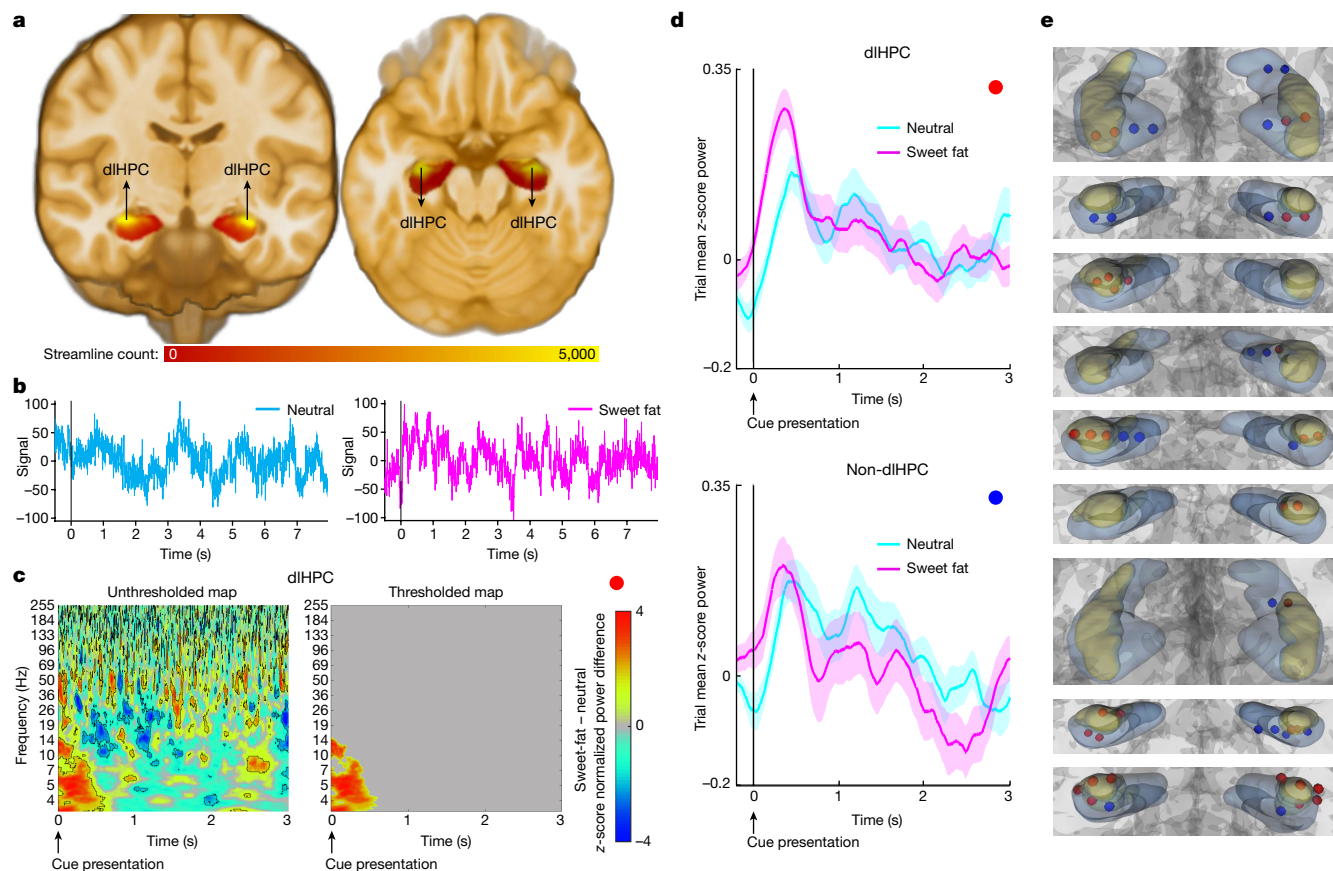 a
dlHPC
dlHPC
dlHPC
dlHPC
Streamline count:
0
5,000
b
100
50
0
−50
−100
Signal
Neutral
0 1 2 3 4 5 6 7
Time (s)
100
50
0
−50
−100
Signal
Sweet fat
0 1 2 3 4 5 6 7
Time (s)
c
dlHPC
Unthresholded map
Frequency (Hz)
255
184
133
96
69
50
36
26
19
14
10
7
5
4
0 1 2 3
Time (s)
Cue presentation
Thresholded map
0 1 2 3
Time (s)
Cue presentation
Sweet-fat – neutral
z-score normalized power difference
4
0
−4
d
dlHPC
0.35
0
−0.2
Trial mean z-score power
Neutral
Sweet fat
0 1 2 3
Time (s)
Cue presentation
Non-dlHPC
0.35
0
−0.2
Trial mean z-score power
Neutral
Sweet fat
0 1 2 3
Time (s)
Cue presentation
e